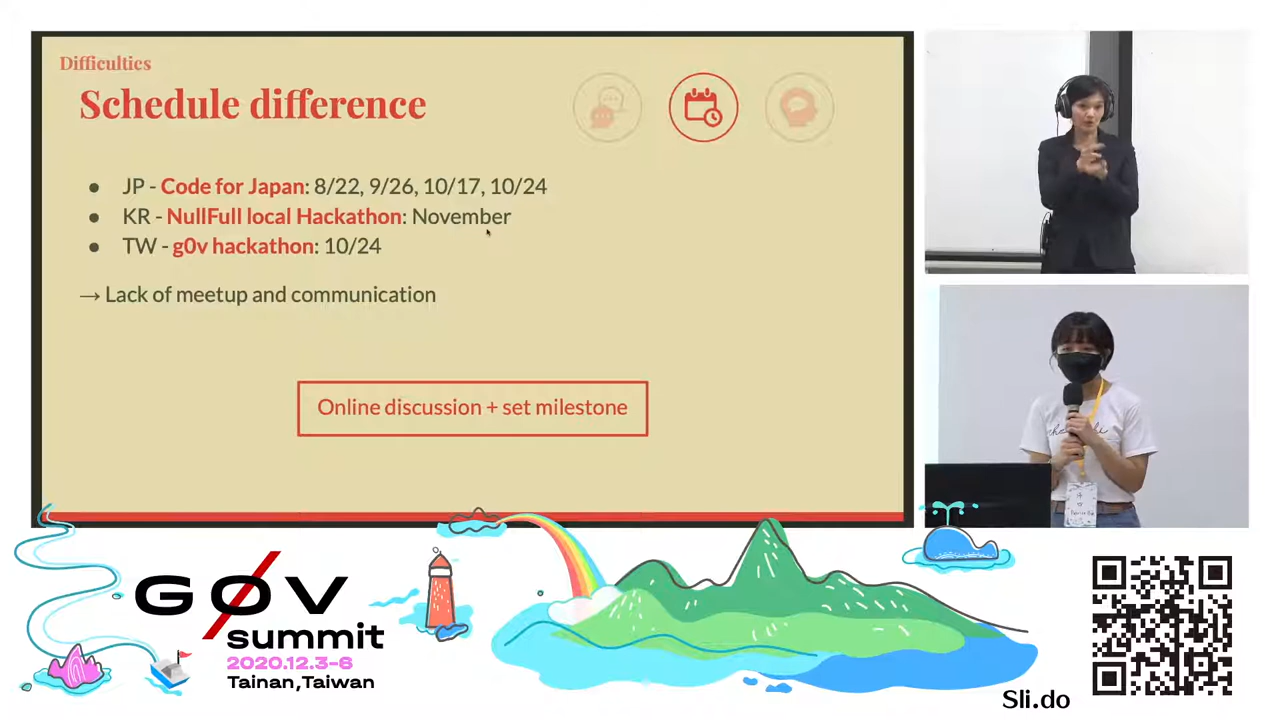 Difficulties
Schedule difference
● JP - Code for Japan: 8/22, 9/26, 10/17, 10/24
● KR - NullFull local Hackathon: November
● TW - g0v hackathon: 10/24
→ Lack of meetup and communication
Online discussion + set milestone
GØV
summit
2020.12.3-6
Tainan,Taiwan
Sli.do